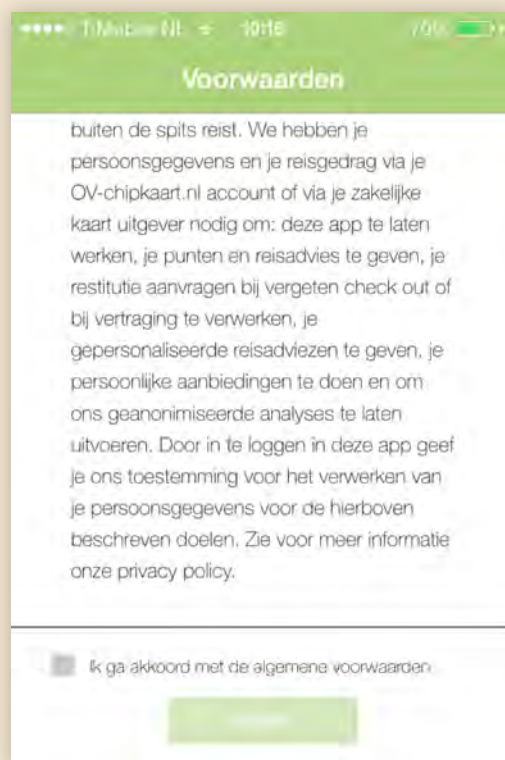 T-Mobile NL 10:16 70%
Voorwaarden
buiten de spits reist. We hebben je
persoonsgegevens en je reisgedrag via je
OV-chipkaart.nl account of via je zakelijke
kaart uitgever nodig om: deze app te laten
werken, je punten en reisadvies te geven, je
restitutie aanvragen bij vergeten check out of
bij vertraging te verwerken, je
gepersonaliseerde reisadviezen te geven, je
persoonlijke aanbiedingen te doen en om
ons geanonimiseerde analyses te laten
uitvoeren. Door in te loggen in deze app geef
je ons toestemming voor het verwerken van
je persoonsgegevens voor de hierboven
beschreven doelen. Zie voor meer informatie
onze privacy policy.
Ik ga akkoord met de algemene voorwaarden